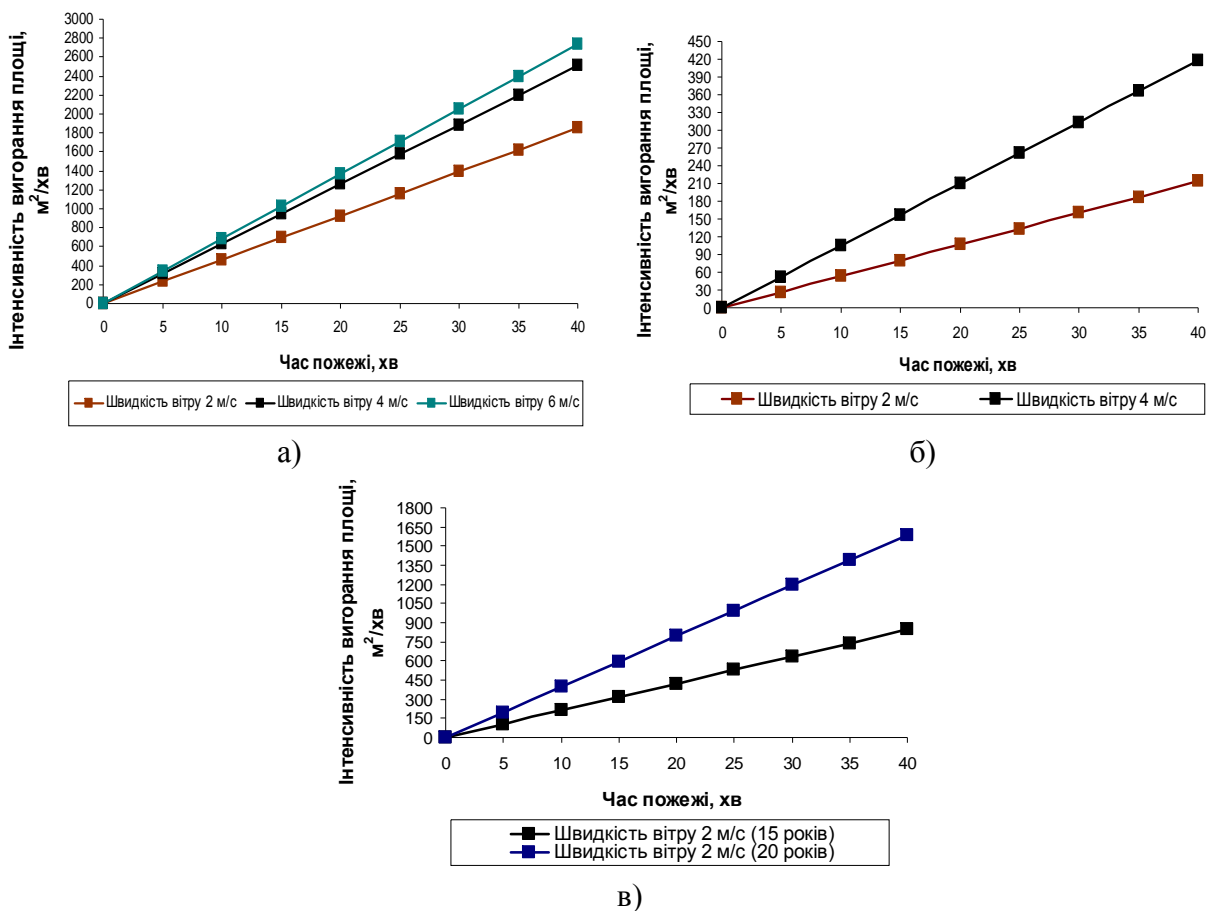 Інтенсивність вигорання площі,
м²/хв
3000
2800
2600
2400
2200
2000
1800
1600
1400
1200
1000
800
600
400
200
0
0 5 10 15 20 25 30 35 40
Час пожежі, хв
Швидкість вітру 2 м/с Швидкість вітру 4 м/с Швидкість вітру 6 м/с
а)
Інтенсивність вигорання площі,
м²/хв
450
420
390
360
330
300
270
240
210
180
150
120
90
60
30
0
0 5 10 15 20 25 30 35 40
Час пожежі, хв
Швидкість вітру 2 м/с Швидкість вітру 4 м/с
б)
Інтенсивність вигорання площі,
м²/хв
1800
1650
1500
1350
1200
1050
900
750
600
450
300
150
0
0 5 10 15 20 25 30 35 40
Час пожежі, хв
Швидкість вітру 2 м/с (15 років)
Швидкість вітру 2 м/с (20 років)
в)